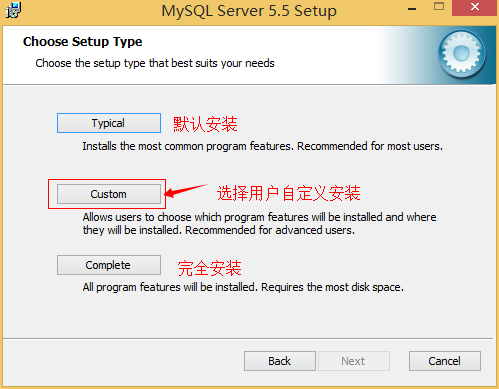 MySQL Server 5.5 Setup
Choose Setup Type
Choose the setup type that best suits your needs
Typical 默认安装
Installs the most common program features. Recommended for most users.
Custom 选择用户自定义安装
Allows users to choose which program features will be installed and where
they will be installed. Recommended for advanced users.
Complete 完全安装
All program features will be installed. Requires the most disk space.
Back Next Cancel